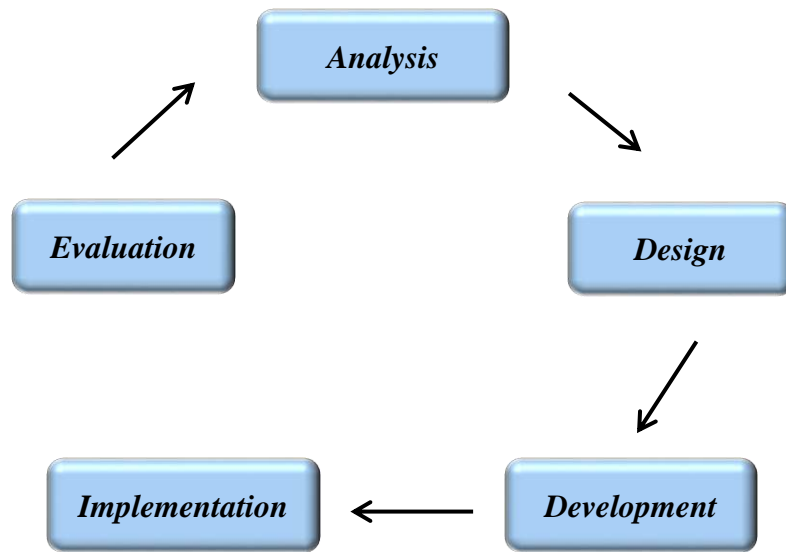 Analysis
Evaluation
Design
Implementation
Development